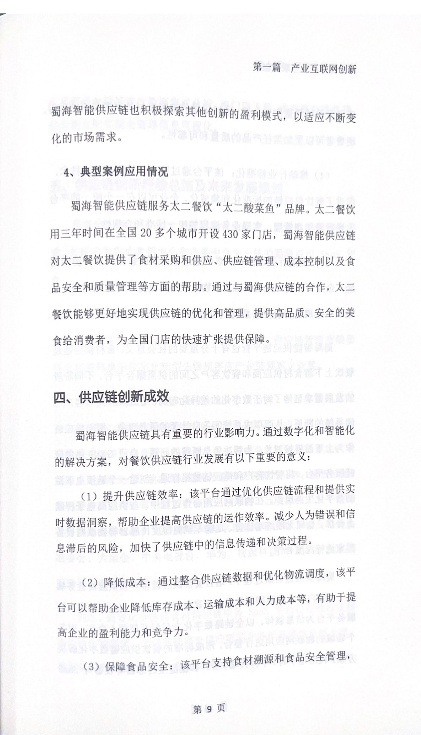 第一篇 产业互联网创新
蜀海智能供应链也积极探索其他创新的盈利模式，以适应不断变
化的市场需求。
4、典型案例应用情况
蜀海智能供应链服务太二餐饮“太二酸菜鱼”品牌。太二餐饮
用三年时间在全国 20 多个城市开设 430 家门店，蜀海智能供应链
对太二餐饮提供了食材采购和供应、供应链管理、成本控制以及食
品安全和质量管理等方面的帮助。通过与蜀海供应链的合作，太二
餐饮能够更好地实现供应链的优化和管理，提供高品质、安全的美
食给消费者，为全国门店的快速扩张提供保障。
四、供应链创新成效
蜀海智能供应链具有重要的行业影响力。通过数字化和智能化
的解决方案，对餐饮供应链行业发展有以下重要的意义：
（1）提升供应链效率：该平台通过优化供应链流程和提供实
时数据洞察，帮助企业提高供应链的运作效率。减少人为错误和信
息滞后的风险，加快了供应链中的信息传递和决策过程。
（2）降低成本：通过整合供应链数据和优化物流调度，该平
台可以帮助企业降低库存成本、运输成本和人力成本等，有助于提
高企业的盈利能力和竞争力。
（3）保障食品安全：该平台支持食材溯源和食品安全管理，
第 9 页